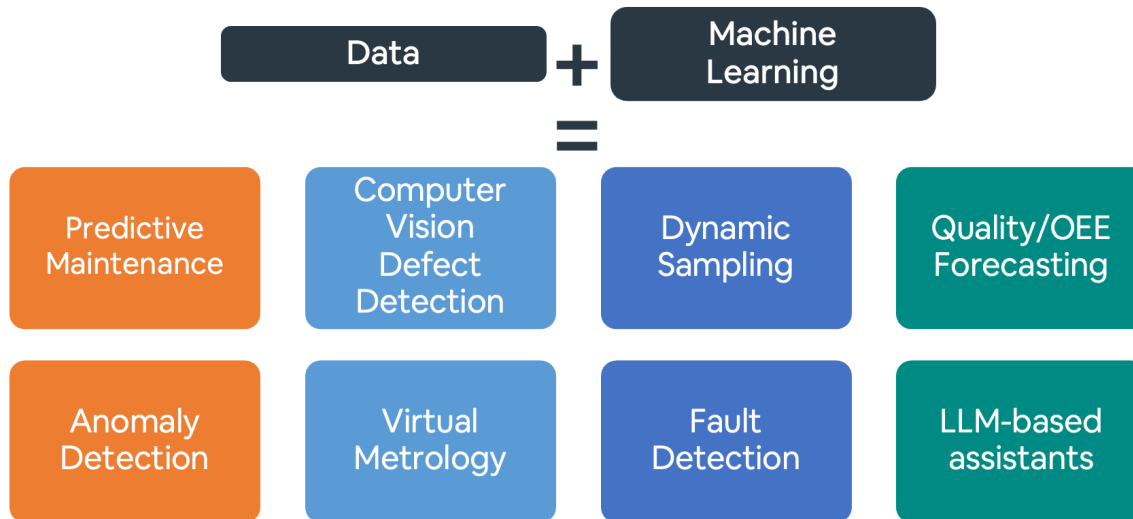 Data
+
Machine
Learning
=
Predictive
Maintenance
Computer
Vision
Defect
Detection
Dynamic
Sampling
Quality/OEE
Forecasting
Anomaly
Detection
Virtual
Metrology
Fault
Detection
LLM-based
assistants